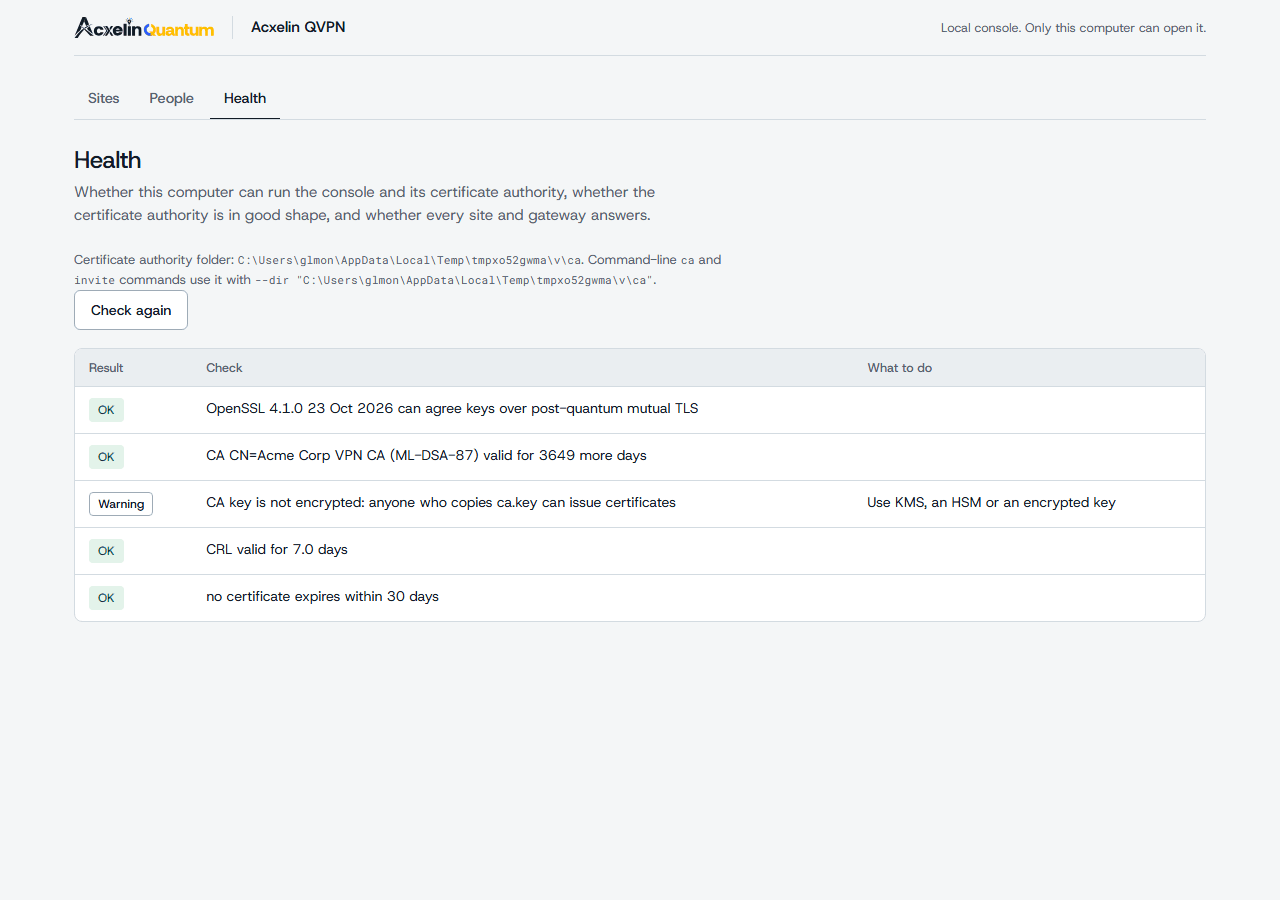 Acxelin Quantum
Acxelin QVPN
Local console. Only this computer can open it.
Sites
People
Health
Health
Whether this computer can run the console and its certificate authority, whether the
certificate authority is in good shape, and whether every site and gateway answers.
Certificate authority folder: C:\Users\glmon\AppData\Local\Temp\tmpxo52gwma\v\ca. Command-line ca and
invite commands use it with --dir "C:\Users\glmon\AppData\Local\Temp\tmpxo52gwma\v\ca".
Check again
Result Check What to do
OK OpenSSL 4.1.0 23 Oct 2026 can agree keys over post-quantum mutual TLS
OK CA CN=Acme Corp VPN CA (ML-DSA-87) valid for 3649 more days
Warning CA key is not encrypted: anyone who copies ca.key can issue certificates Use KMS, an HSM or an encrypted key
OK CRL valid for 7.0 days
OK no certificate expires within 30 days